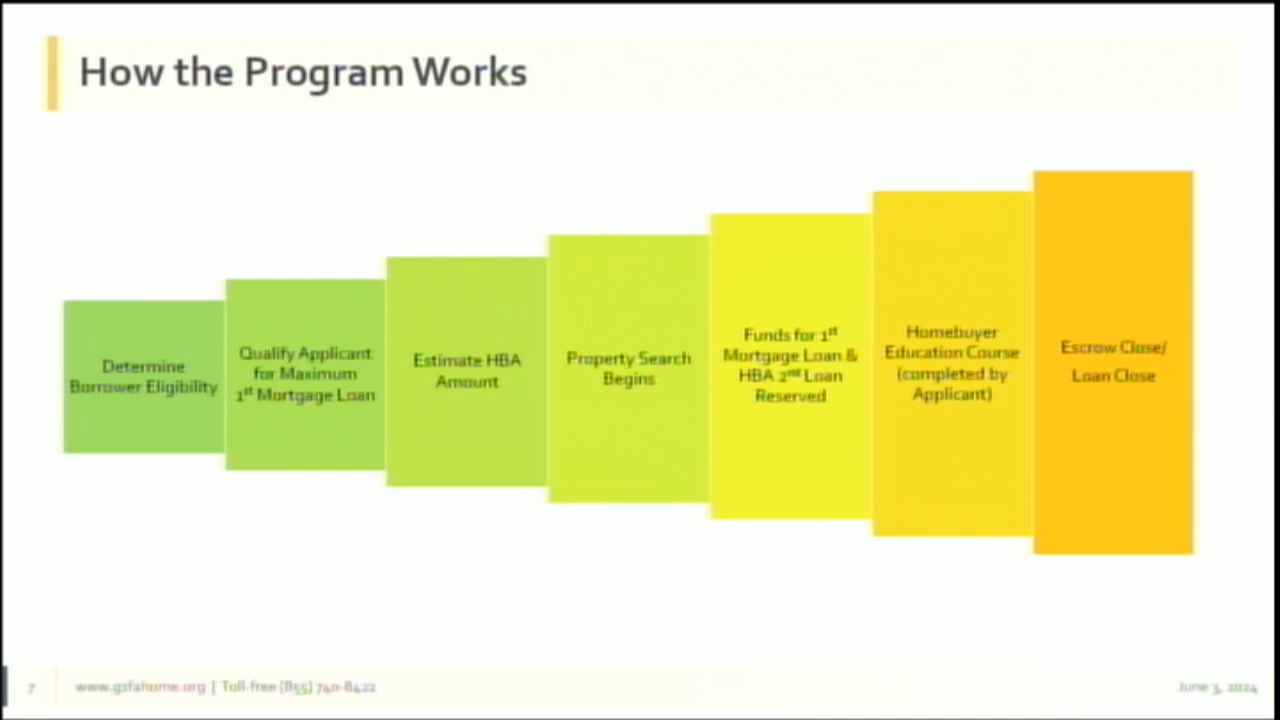 How the Program Works
Determine
Borrower Eligibility
Qualify Applicant
for Maximum
1st Mortgage Loan
Estimate HBA
Amount
Property Search
Begins
Funds for 1st
Mortgage Loan &
HBA 2nd Loan
Reserved
Homebuyer
Education Course
(completed by
Applicant)
Escrow Close/
Loan Close
7
www.gsfahome.org | Toll-free (855) 740-8422
June 3, 2024